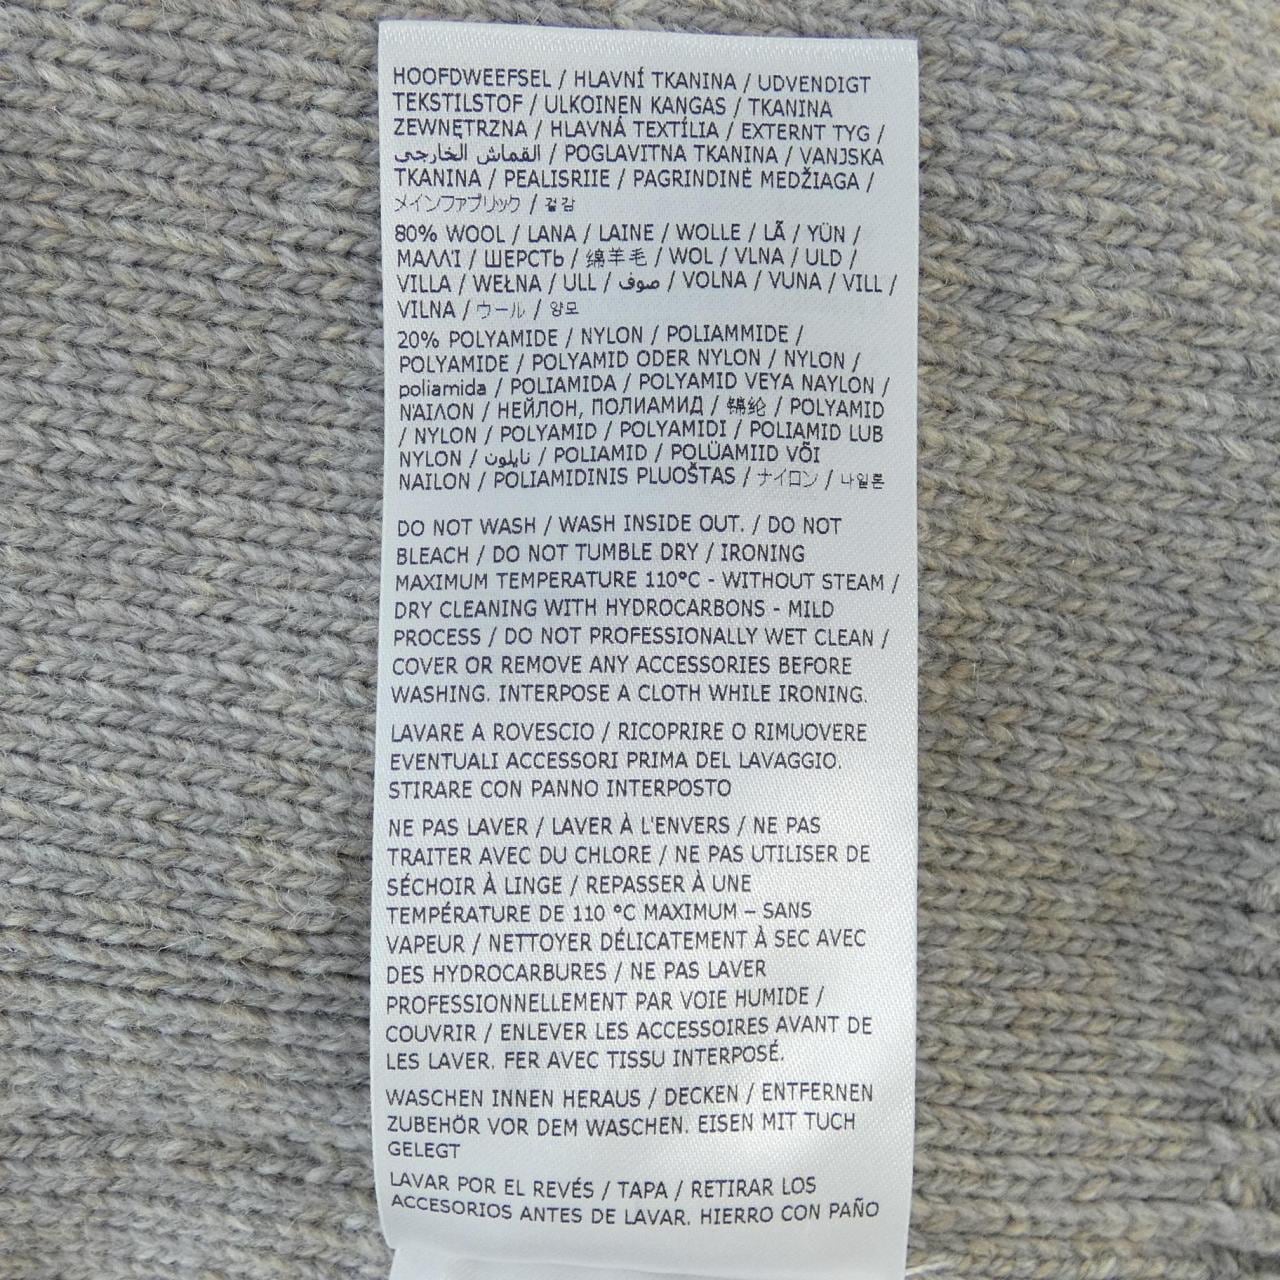 HOOFDWEEFSEL / HLAVNÍ TKANINA / UDVENDIGT
TEKSTILSTOF / ULKOINEN KANGAS / TKANINA
ZEWNĘTRZNA / HLAVNÁ TEXTÍLIA / EXTERNT TYG /
القماش الخارجي / POGLAVITNA TKANINA / VANJSKA
TKANINA / PEALISRIIE / PAGRINDINĖ MEDŽIAGA /
メインファブリック / 겉감
80% WOOL / LANA / LAINE / WOLLE / LÃ / YÜN /
ΜΑΛΛΊ / ШЕРСТЬ / 绵羊毛 / WOL / VLNA / ULD /
VILLA / WEŁNA / ULL / صوف / VOLNA / VUNA / VILL /
VILNA / ウール / 양모
20% POLYAMIDE / NYLON / POLIAMMIDE /
POLYAMIDE / POLYAMID ODER NYLON / NYLON /
poliamida / POLIAMIDA / POLYAMID VEYA NAYLON /
ΝΆΙΛΟΝ / НЕЙЛОН, ПОЛИАМИД / 锦纶 / POLYAMID
/ NYLON / POLYAMID / POLYAMIDI / POLIAMID LUB
NYLON / نايلون / POLIAMID / POLÜAMIID VÕI
NAILON / POLIAMIDINIS PLUOŠTAS / ナイロン / 나일론
DO NOT WASH / WASH INSIDE OUT. / DO NOT
BLEACH / DO NOT TUMBLE DRY / IRONING
MAXIMUM TEMPERATURE 110°C - WITHOUT STEAM /
DRY CLEANING WITH HYDROCARBONS - MILD
PROCESS / DO NOT PROFESSIONALLY WET CLEAN /
COVER OR REMOVE ANY ACCESSORIES BEFORE
WASHING. INTERPOSE A CLOTH WHILE IRONING.
LAVARE A ROVESCIO / RICOPRIRE O RIMUOVERE
EVENTUALI ACCESSORI PRIMA DEL LAVAGGIO.
STIRARE CON PANNO INTERPOSTO
NE PAS LAVER / LAVER À L'ENVERS / NE PAS
TRAITER AVEC DU CHLORE / NE PAS UTILISER DE
SÉCHOIR À LINGE / REPASSER À UNE
TEMPÉRATURE DE 110 °C MAXIMUM – SANS
VAPEUR / NETTOYER DÉLICATEMENT À SEC AVEC
DES HYDROCARBURES / NE PAS LAVER
PROFESSIONNELLEMENT PAR VOIE HUMIDE /
COUVRIR / ENLEVER LES ACCESSOIRES AVANT DE
LES LAVER. FER AVEC TISSU INTERPOSÉ.
WASCHEN INNEN HERAUS / DECKEN / ENTFERNEN
ZUBEHÖR VOR DEM WASCHEN. EISEN MIT TUCH
GELEGT
LAVAR POR EL REVÉS / TAPA / RETIRAR LOS
ACCESORIOS ANTES DE LAVAR. HIERRO CON PAÑO